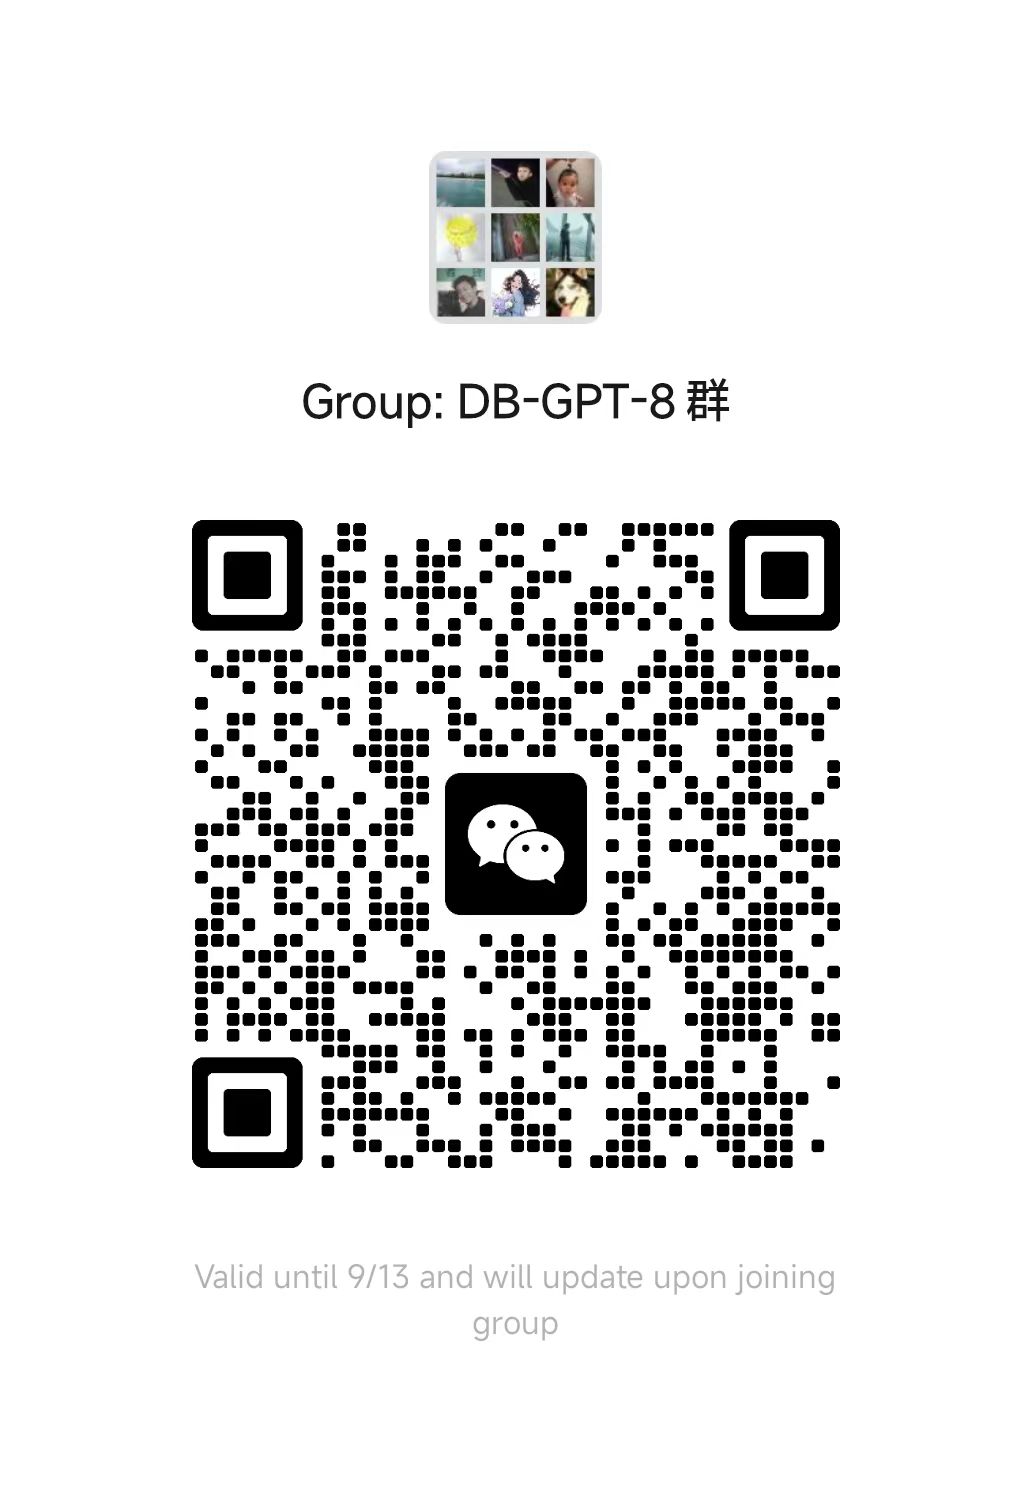 Group: DB-GPT-8 群
Valid until 9/13 and will update upon joining
group